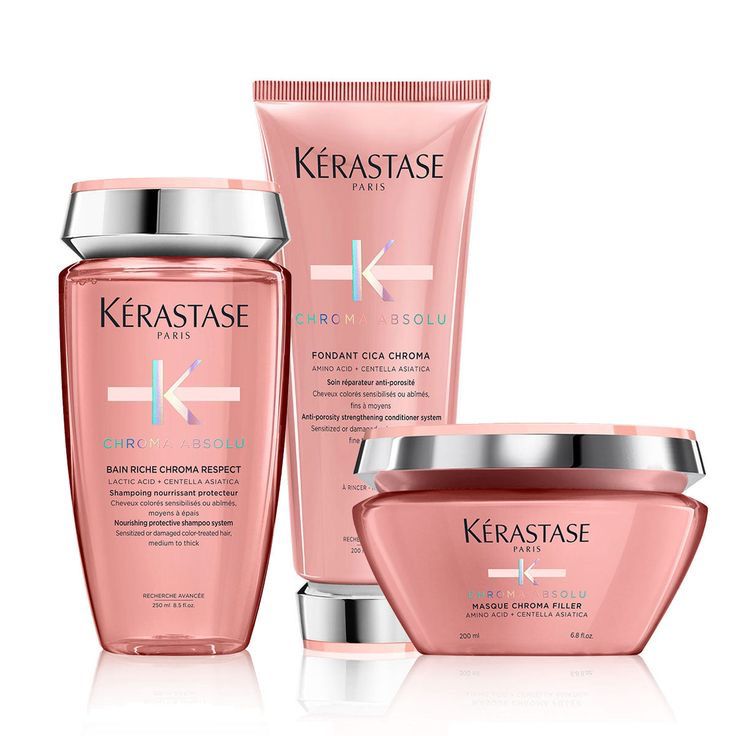 KÉRASTASE
PARIS
K
CHROMA ABSOLU
BAIN RICHE CHROMA RESPECT
LACTIC ACID + CENTELLA ASIATICA
Shampoing nourrissant protecteur
Cheveux colorés sensibilisés ou abîmés,
moyens à épais
Nourishing protective shampoo system
Sensitized or damaged color-treated hair,
medium to thick
RECHERCHE AVANCÉE
250 ml 8.5 fl.oz.
KÉRASTASE
PARIS
K
CHROMA ABSOLU
FONDANT CICA CHROMA
AMINO ACID + CENTELLA ASIATICA
Soin réparateur anti-porosité
Cheveux colorés sensibilisés ou abîmés,
fins à moyens
Anti-porosity strengthening conditioner system
Sensitized or damaged
fine
À RINCER
200
KÉRASTASE
PARIS
K
CHROMA ABSOLU
MASQUE CHROMA FILLER
AMINO ACID + CENTELLA ASIATICA
200 ml 6.8 fl.oz.